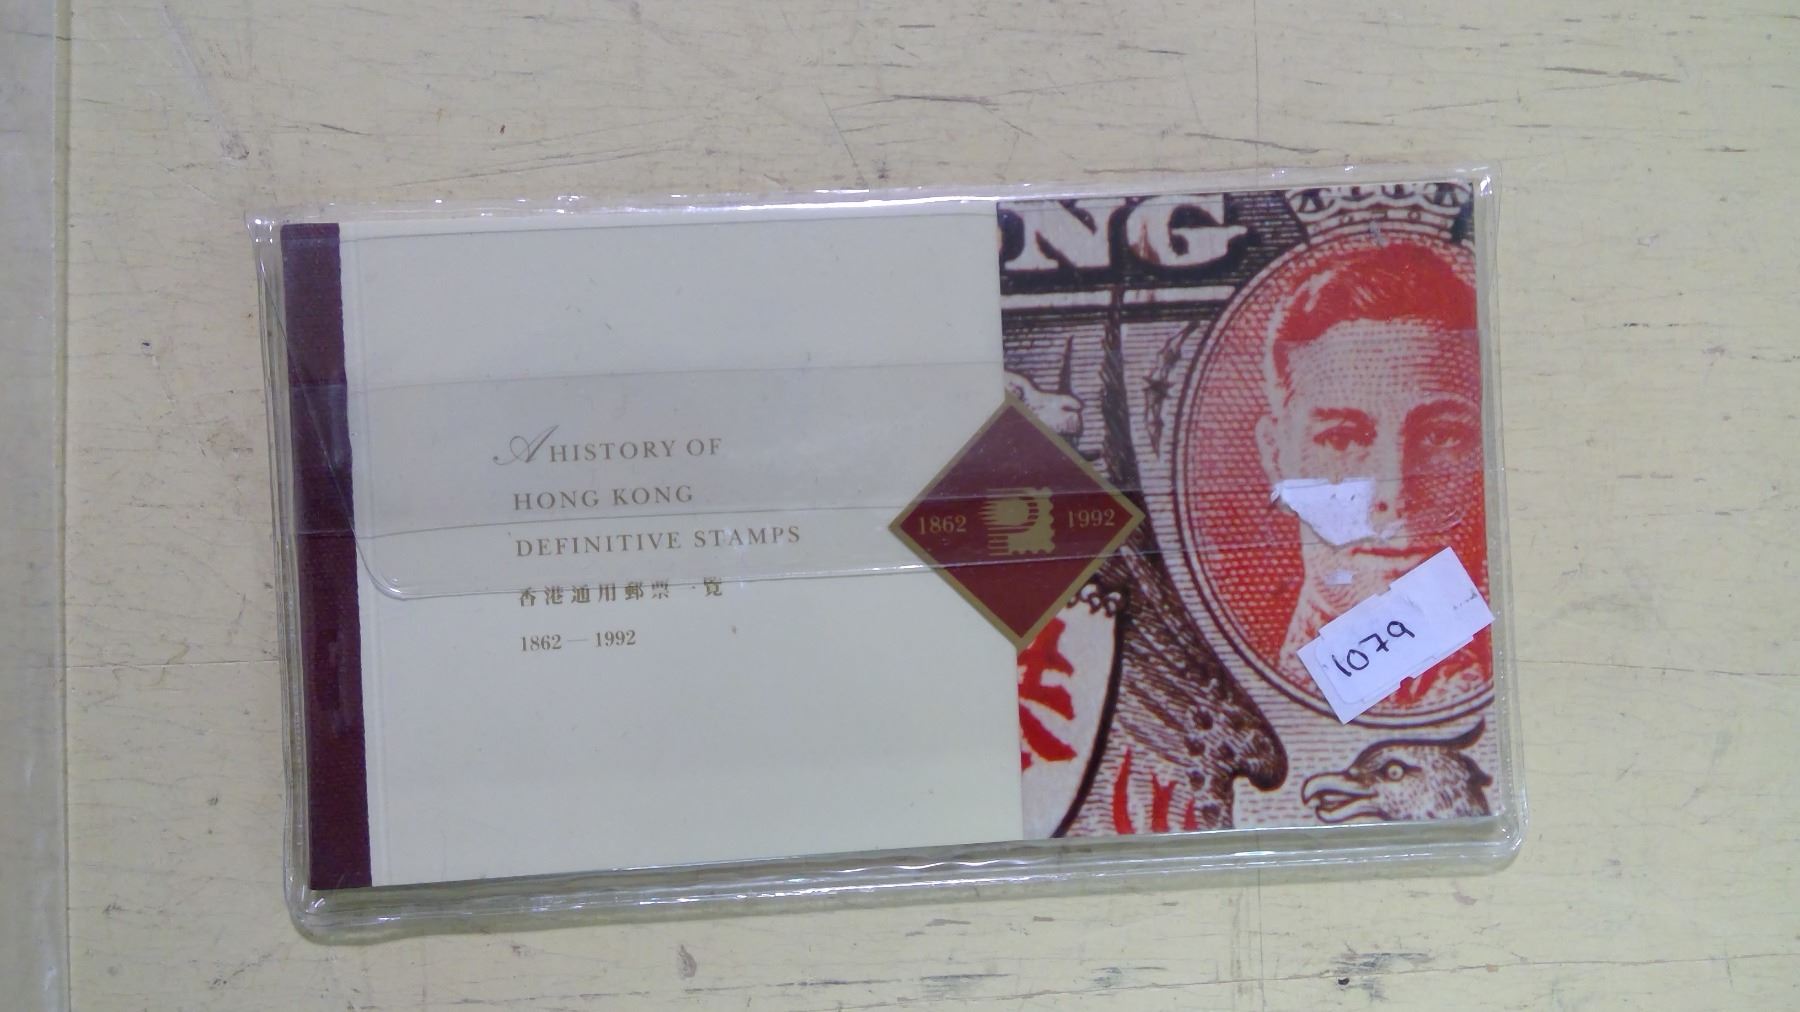 A HISTORY OF
HONG KONG
DEFINITIVE STAMPS
香港通用郵票一覽
1862 — 1992
NG
1862 1992
1079